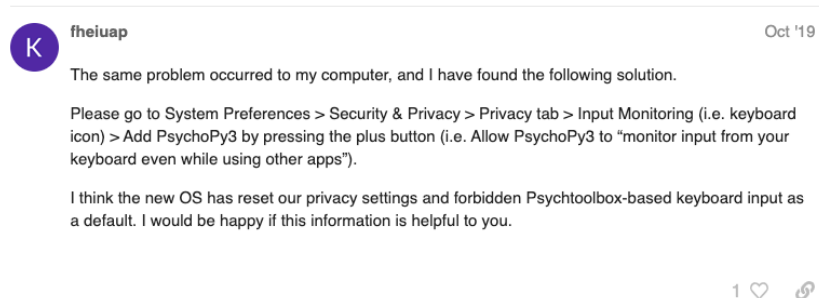 fheiuap
Oct '19
K
The same problem occurred to my computer, and I have found the following solution.
Please go to System Preferences > Security & Privacy > Privacy tab > Input Monitoring (i.e. keyboard
icon) > Add PsychoPy3 by pressing the plus button (i.e. Allow PsychoPy3 to “monitor input from your
keyboard even while using other apps”).
I think the new OS has reset our privacy settings and forbidden Psychtoolbox-based keyboard input as
a default. I would be happy if this information is helpful to you.
1